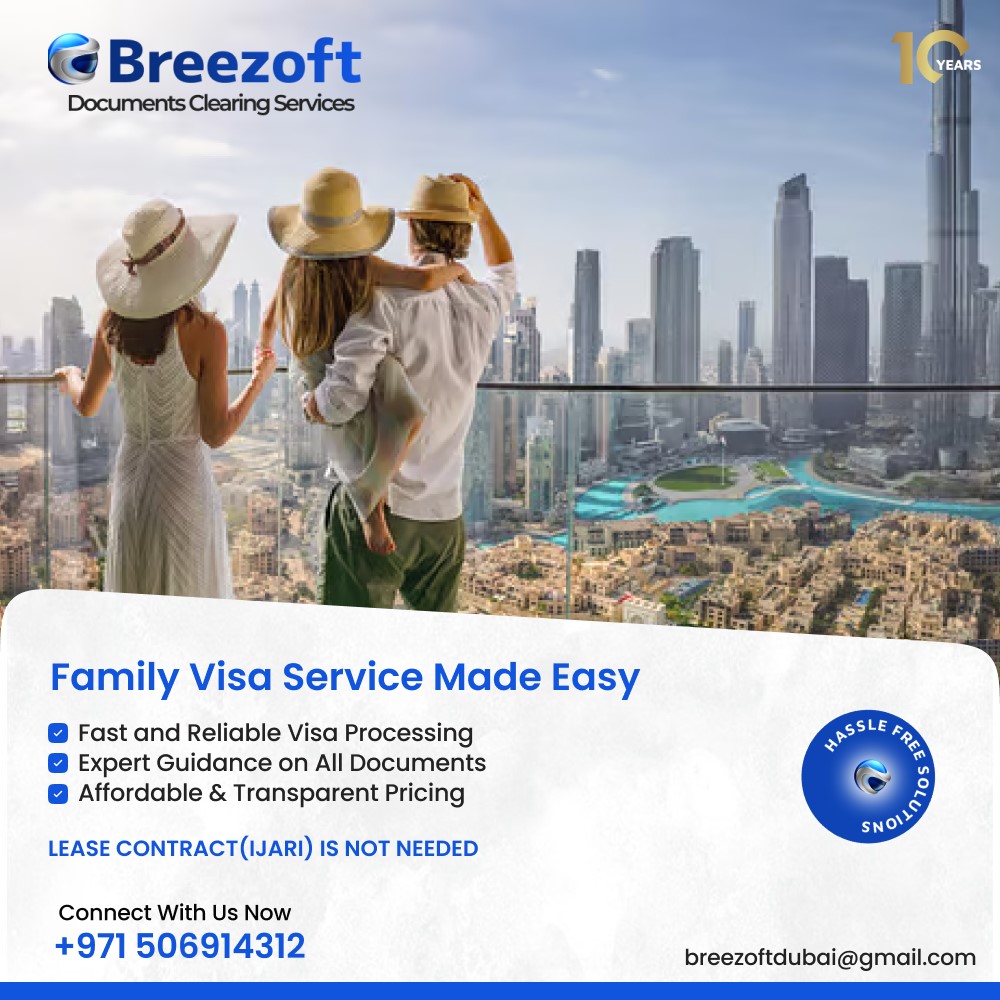 Breezoft
Documents Clearing Services
10
YEARS
Family Visa Service Made Easy
Fast and Reliable Visa Processing
Expert Guidance on All Documents
Affordable & Transparent Pricing
LEASE CONTRACT(IJARI) IS NOT NEEDED
HASSLE FREE SOLUTIONS
Connect With Us Now
+971 506914312
breezoftdubai@gmail.com